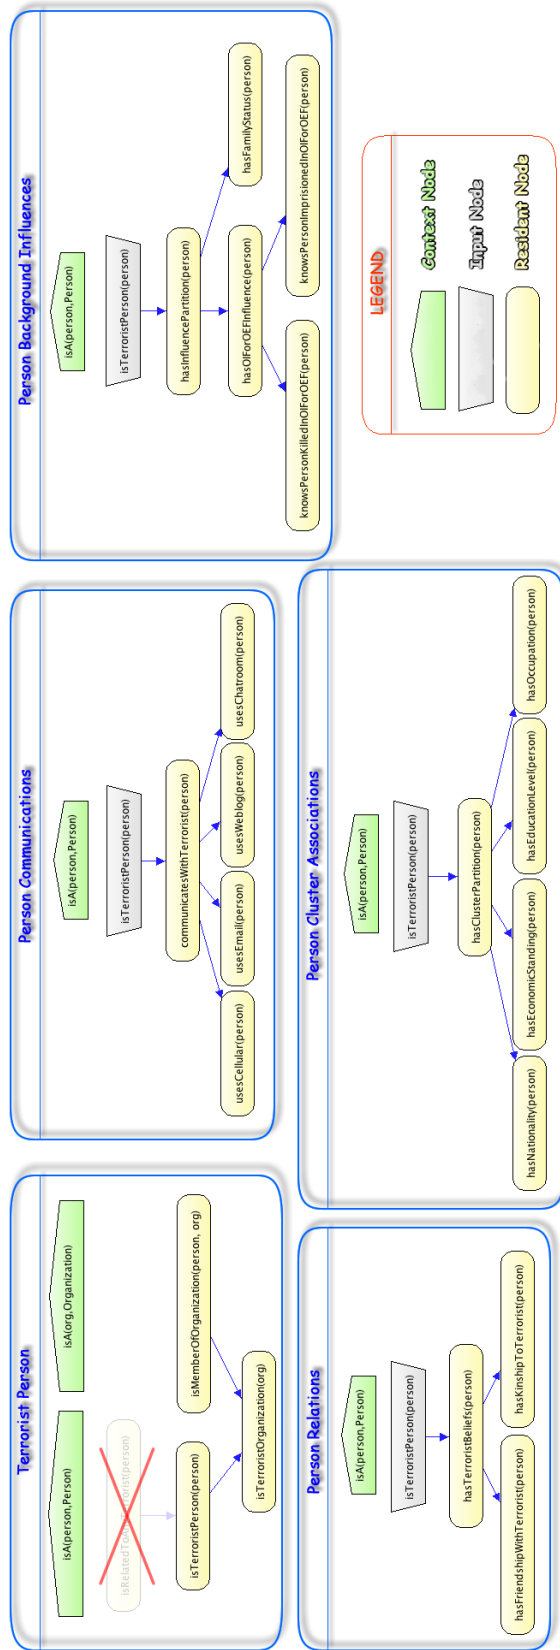 Terrorist Person
isA(person,Person)
isA(org,Organization)
isTerroristPerson(person)
isMemberOfOrganization(person, org)
isTerroristOrganization(org)
Person Communications
isA(person,Person)
isTerroristPerson(person)
communicatesWithTerrorist(person)
usesCellular(person)
usesEmail(person)
usesWeblog(person)
usesChatroom(person)
Person Background Influences
isA(person,Person)
isTerroristPerson(person)
hasInfluencePartition(person)
hasOIForOEFInfluence(person)
hasFamilyStatus(person)
knowsPersonKilledInOIForOEF(person)
knowsPersonImprisionedInOIForOEF(person)
Person Relations
isA(person,Person)
isTerroristPerson(person)
hasTerroristBeliefs(person)
hasFriendshipWithTerrorist(person)
hasKinshipToTerrorist(person)
Person Cluster Associations
isA(person,Person)
isTerroristPerson(person)
hasClusterPartition(person)
hasNationality(person)
hasEconomicStanding(person)
hasEducationLevel(person)
hasOccupation(person)
LEGEND
Context Node
Input Node
Resident Node